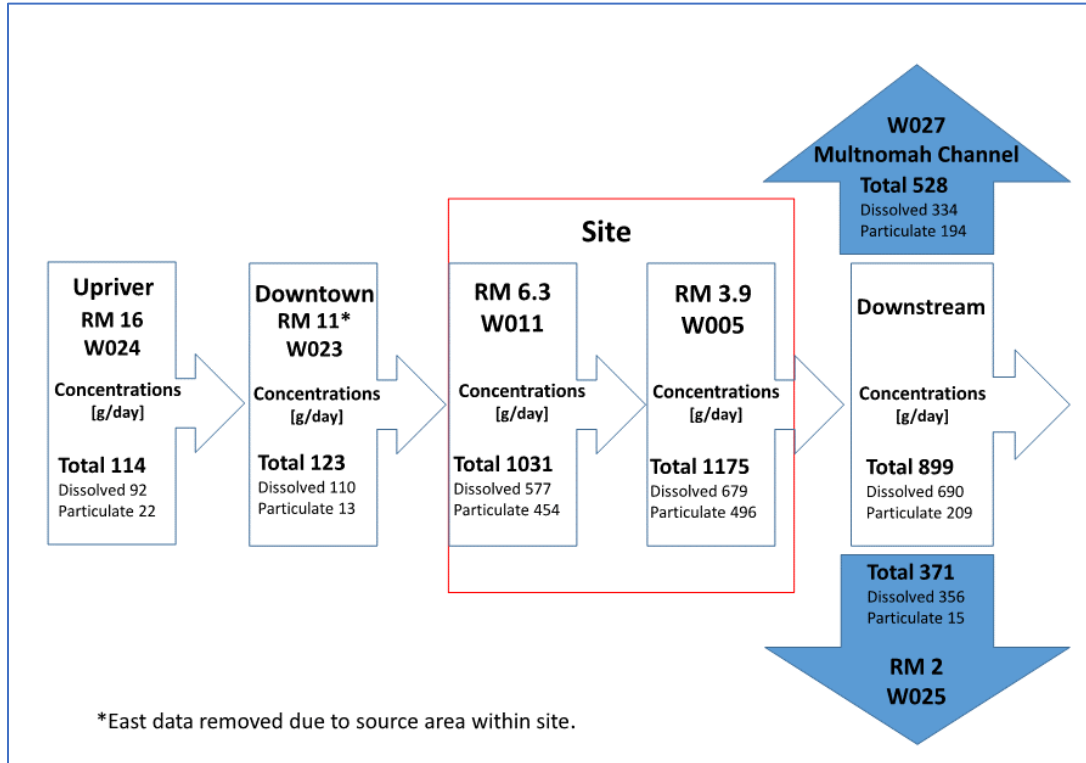 Upriver
RM 16
W024
Concentrations
[g/day]
Total 114
Dissolved 92
Particulate 22
Downtown
RM 11*
W023
Concentrations
[g/day]
Total 123
Dissolved 110
Particulate 13
Site
RM 6.3
W011
Concentrations
[g/day]
Total 1031
Dissolved 577
Particulate 454
RM 3.9
W005
Concentrations
[g/day]
Total 1175
Dissolved 679
Particulate 496
W027
Multnomah Channel
Total 528
Dissolved 334
Particulate 194
Downstream
Concentrations
[g/day]
Total 899
Dissolved 690
Particulate 209
Total 371
Dissolved 356
Particulate 15
RM 2
W025
*East data removed due to source area within site.